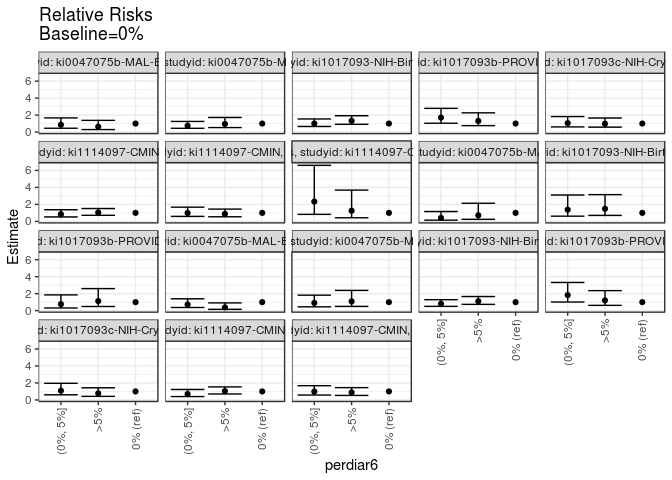 Relative Risks
Baseline=0%
yid: ki0047075b-MAL-E studyid: ki0047075b-M studyid: ki1017093-NIH-Bir d: ki1017093b-PROVI d: ki1017093c-NIH-Cry
6
4
2
0
dyid: ki1114097-CMIN yid: ki1114097-CMIN, s, studyid: ki1114097-C tudyid: ki0047075b-MA id: ki1017093-NIH-Birt
6
4
2
0
d: ki1017093b-PROVID yid: ki0047075b-MAL-E studyid: ki0047075b-M yid: ki1017093-NIH-Bir d: ki1017093b-PROVI
6
4
2
0
d: ki1017093c-NIH-Cry dyid: ki1114097-CMIN dyid: ki1114097-CMIN,
6
4
2
0
Estimate
(0%, 5%] >5% 0% (ref) (0%, 5%] >5% 0% (ref)
(0%, 5%] >5% 0% (ref) (0%, 5%] >5% 0% (ref) (0%, 5%] >5% 0% (ref)
perdiar6